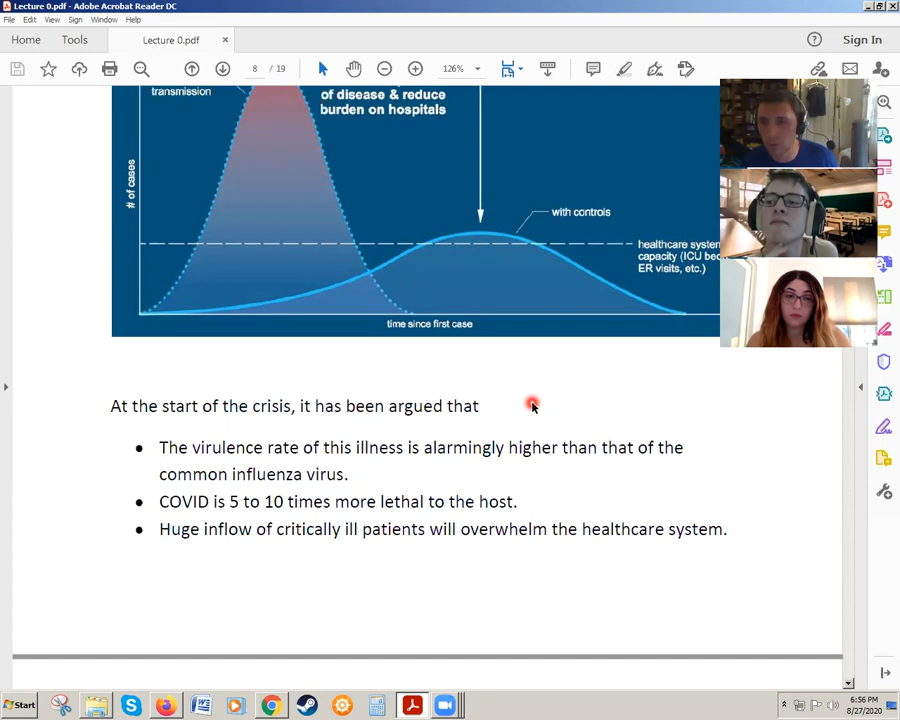 Lecture 0.pdf - Adobe Acrobat Reader DC
File Edit View Sign Window Help
Home Tools Lecture 0.pdf × Sign In
8 / 19 126%
transmission
of disease & reduce
burden on hospitals
# of cases
with controls
healthcare system
capacity (ICU bed
ER visits, etc.)
time since first case
At the start of the crisis, it has been argued that
• The virulence rate of this illness is alarmingly higher than that of the
common influenza virus.
• COVID is 5 to 10 times more lethal to the host.
• Huge inflow of critically ill patients will overwhelm the healthcare system.
Start
6:56 PM
8/27/2020